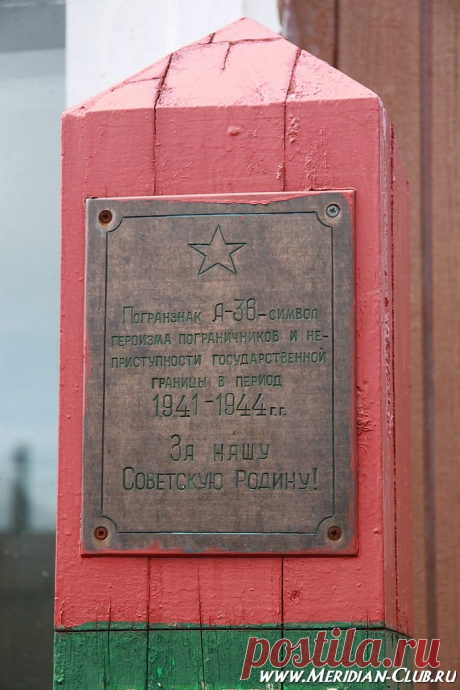 Погранзнак А-36-символ
героизма пограничников и не-
приступности государственной
границы в период
1941-1944 г.г.
За нашу
Советскую Родину!
postila.ru
www.Meridian-Club.ru